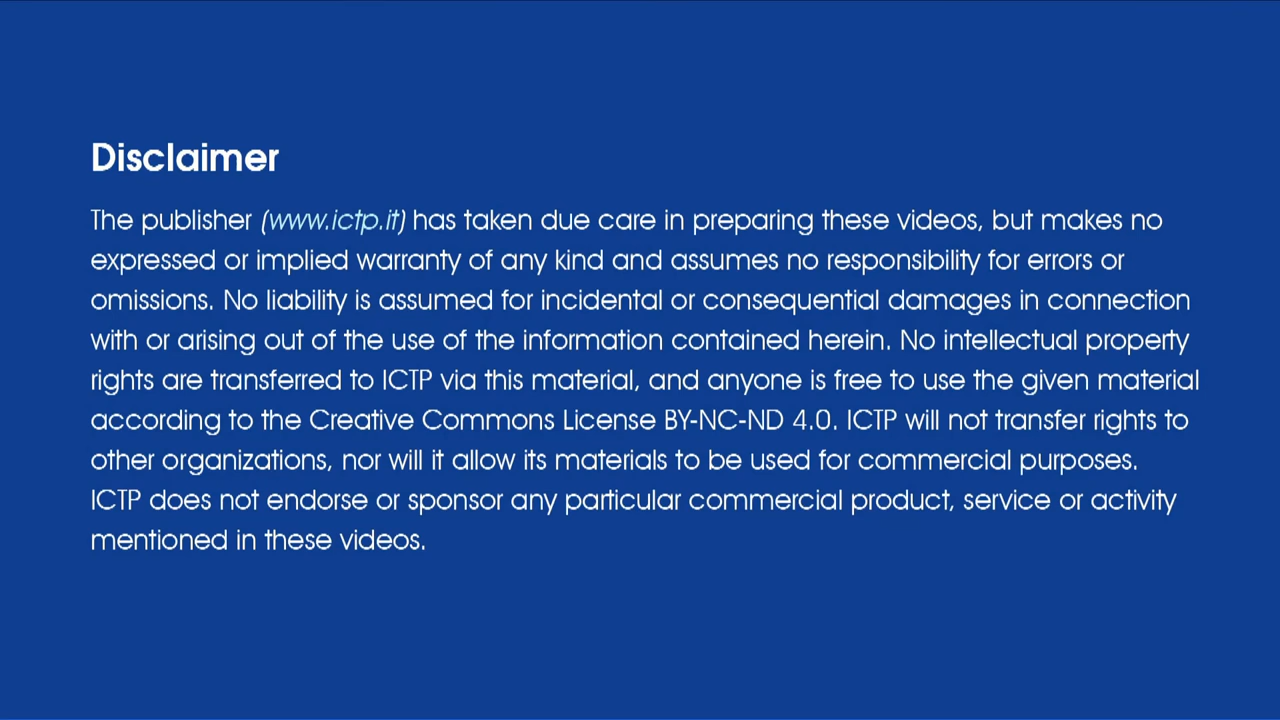 Disclaimer
The publisher (www.ictp.it) has taken due care in preparing these videos, but makes no
expressed or implied warranty of any kind and assumes no responsibility for errors or
omissions. No liability is assumed for incidental or consequential damages in connection
with or arising out of the use of the information contained herein. No intellectual property
rights are transferred to ICTP via this material, and anyone is free to use the given material
according to the Creative Commons License BY-NC-ND 4.0. ICTP will not transfer rights to
other organizations, nor will it allow its materials to be used for commercial purposes.
ICTP does not endorse or sponsor any particular commercial product, service or activity
mentioned in these videos.